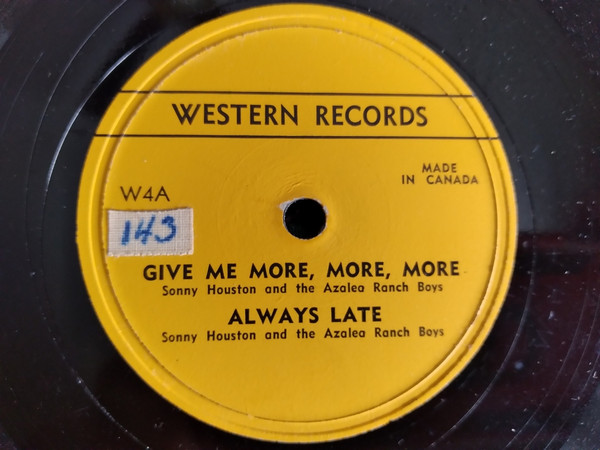 WESTERN RECORDS
MADE
IN CANADA
W4A
143
GIVE ME MORE, MORE, MORE
Sonny Houston and the Azalea Ranch Boys
ALWAYS LATE
Sonny Houston and the Azalea Ranch Boys